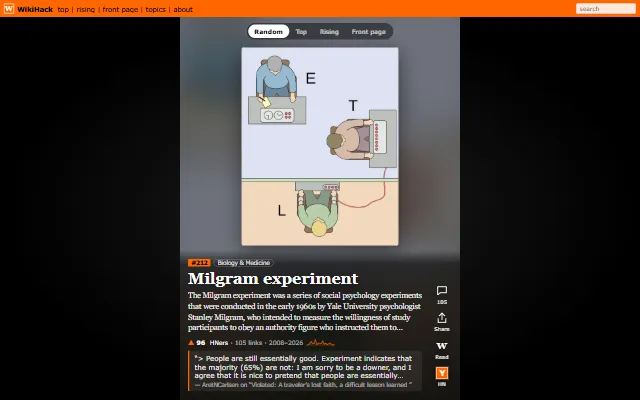 W WikiHack top | rising | front page | topics | about
search
Random Top Rising Front page
E
T
L
#212 Biology & Medicine
Milgram experiment
The Milgram experiment was a series of social psychology experiments
that were conducted in the early 1960s by Yale University psychologist
Stanley Milgram, who intended to measure the willingness of study
participants to obey an authority figure who instructed them to...
▲ 96 HNers · 105 links · 2008–2026
"> People are still essentially good. Experiment indicates that
the majority (65%) are not: I am sorry to be a downer, and I
agree that it is nice to pretend that people are essentially...
— AretNCarlsen on "Violated: A traveler's lost faith, a difficult lesson learned "
105
Share
W
Read
Y
HN